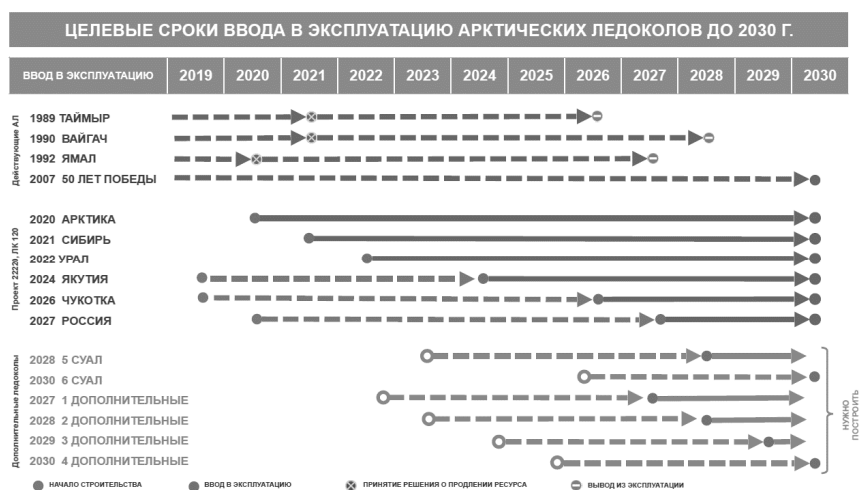 ЦЕЛЕВЫЕ СРОКИ ВВОДА В ЭКСПЛУАТАЦИЮ АРКТИЧЕСКИХ ЛЕДОКОЛОВ ДО 2030 Г.
ВВОД В ЭКСПЛУАТАЦИЮ 2019 2020 2021 2022 2023 2024 2025 2026 2027 2028 2029 2030
Действующие АЛ
1989 ТАЙМЫР
1990 ВАЙГАЧ
1992 ЯМАЛ
2007 50 ЛЕТ ПОБЕДЫ
Проект 22220, ЛК 120
2020 АРКТИКА
2021 СИБИРЬ
2022 УРАЛ
2024 ЯКУТИЯ
2026 ЧУКОТКА
2027 РОССИЯ
Дополнительные ледоколы
2028 5 СУАЛ
2030 6 СУАЛ
2027 1 ДОПОЛНИТЕЛЬНЫЕ
2028 2 ДОПОЛНИТЕЛЬНЫЕ
2029 3 ДОПОЛНИТЕЛЬНЫЕ
2030 4 ДОПОЛНИТЕЛЬНЫЕ
НУЖНО
ПОСТРОИТЬ
НАЧАЛО СТРОИТЕЛЬСТВА ВВОД В ЭКСПЛУАТАЦИЮ ПРИНЯТИЕ РЕШЕНИЯ О ПРОДЛЕНИИ РЕСУРСА ВЫВОД ИЗ ЭКСПЛУАТАЦИИ